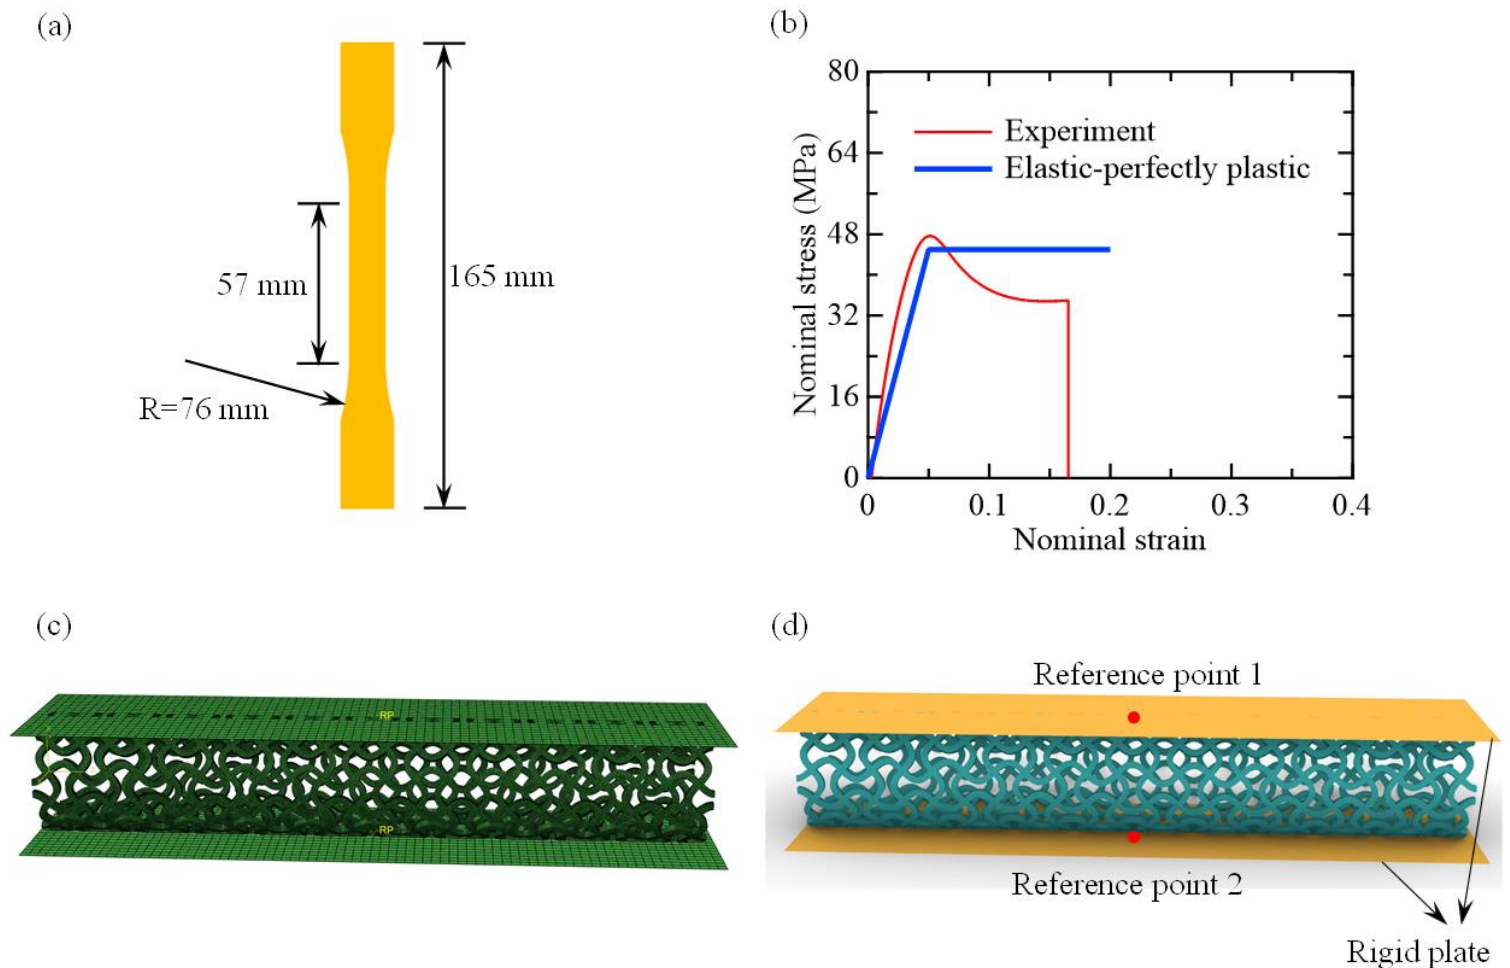 (a)
57 mm
165 mm
R=76 mm
(b)
80
64
48
32
16
0
Nominal stress (MPa)
Experiment
Elastic-perfectly plastic
0 0.1 0.2 0.3 0.4
Nominal strain
(c)
RP
RP
(d)
Reference point 1
Reference point 2
Rigid plate